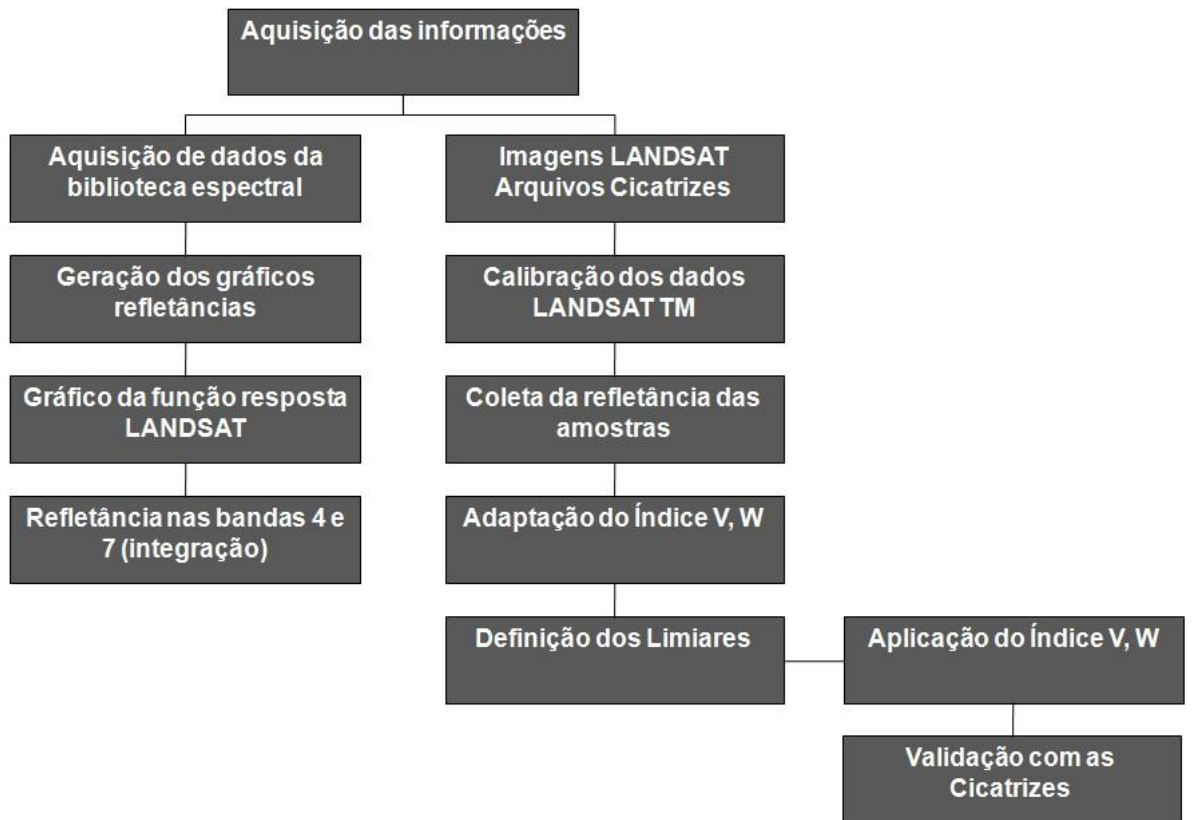 Aquisição das informações
Aquisição de dados da
biblioteca espectral
Geração dos gráficos
refletâncias
Gráfico da função resposta
LANDSAT
Refletância nas bandas 4 e
7 (integração)
Imagens LANDSAT
Arquivos Cicatrizes
Calibração dos dados
LANDSAT TM
Coleta da refletância das
amostras
Adaptação do Índice V, W
Definição dos Limiares
Aplicação do Índice V, W
Validação com as
Cicatrizes